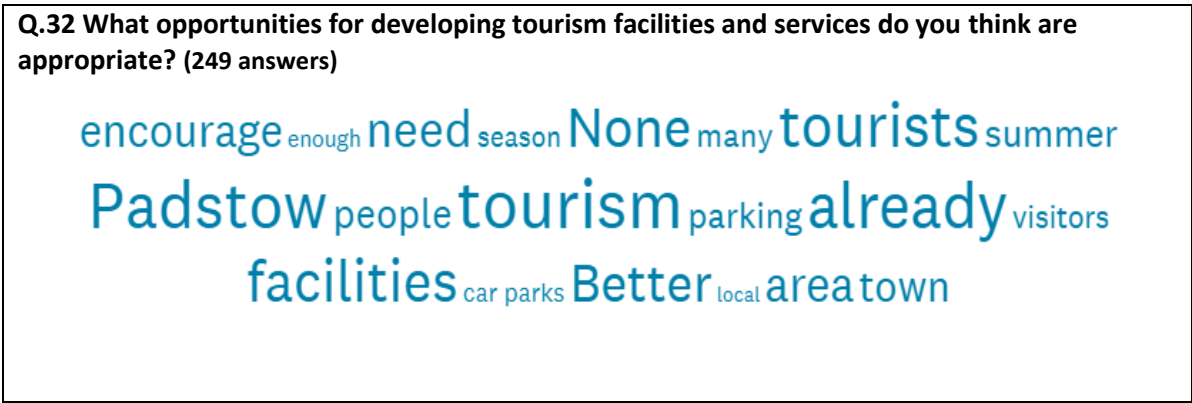 Q.32 What opportunities for developing tourism facilities and services do you think are
appropriate? (249 answers)
encourage enough need season None many tourists summer
Padstow people tourism parking already visitors
facilities car parks Better local area town